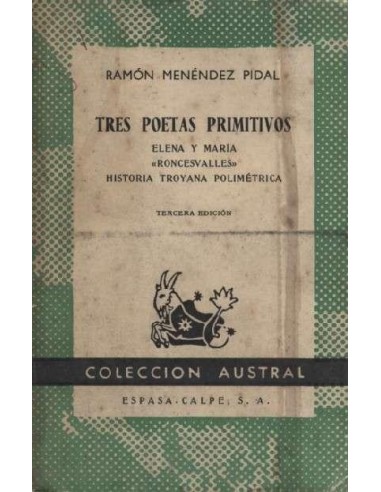 RAMÓN MENÉNDEZ PIDAL
TRES POETAS PRIMITIVOS
ELENA Y MARÍA
«RONCESVALLES»
HISTORIA TROYANA POLIMÉTRICA
TERCERA EDICIÓN
COLECCION AUSTRAL
ESPASA-CALPE, S. A.